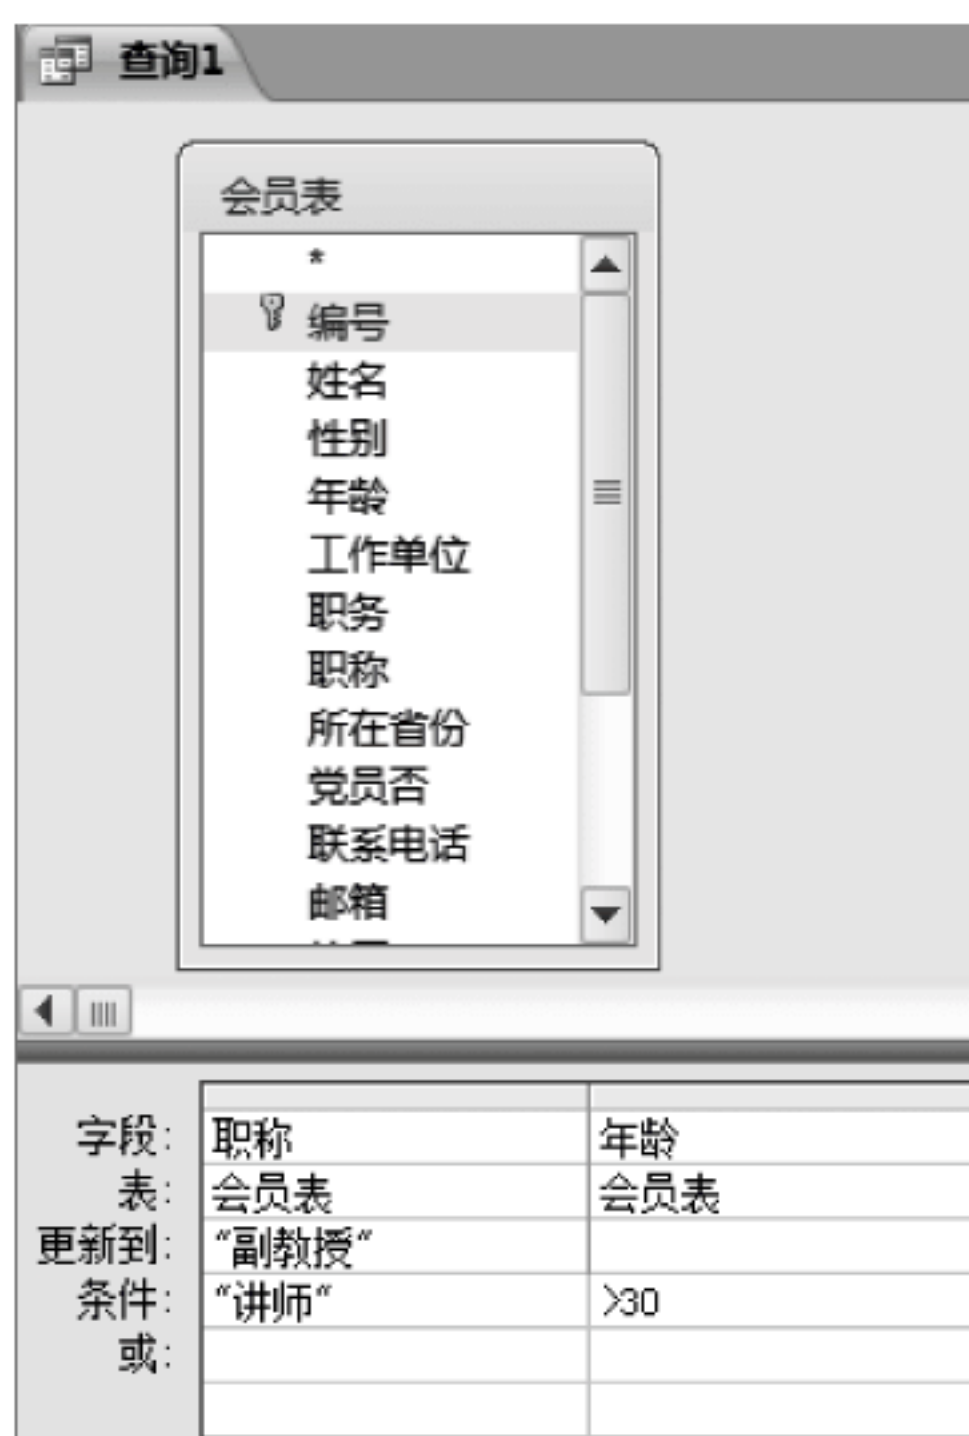 查询1
会员表
*
编号
姓名
性别
年龄
工作单位
职务
职称
所在省份
党员否
联系电话
邮箱
字段: 职称 年龄
表: 会员表 会员表
更新到: "副教授"
条件: "讲师" >30
或: